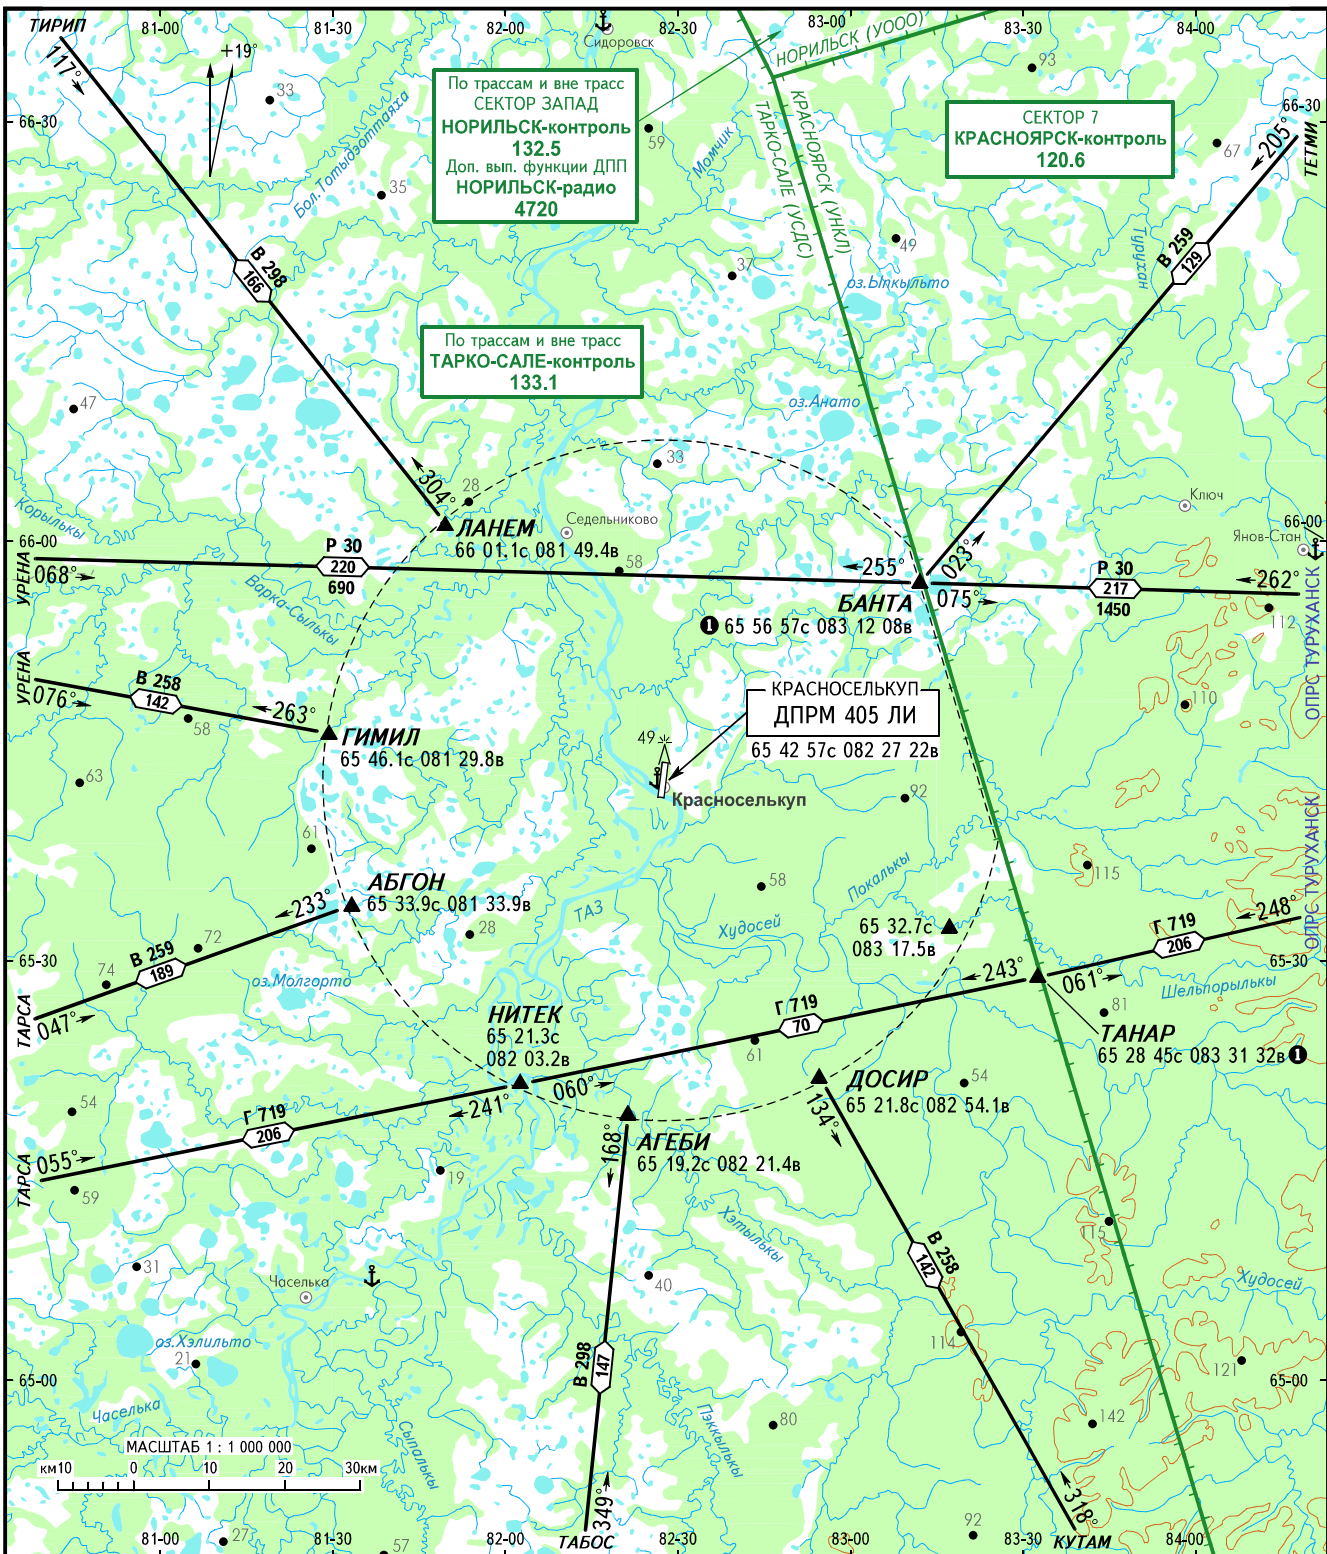 ТИРИП
81-00
81-30
82-00
82-30
83-00
83-30
84-00
117°
+19°
33
Сидоровск
НОРИЛЬСК (УООО)
93
66-30
66-30
Бол.Тотыдэоттаяха
35
По трассам и вне трасс
СЕКТОР ЗАПАД
НОРИЛЬСК-контроль
132.5
Доп. вып. функции ДПП
НОРИЛЬСК-радио
4720
59
Момчик
КРАСНОЯРСК (УНКЛ)
ТАРКО-САЛЕ (УСДС)
СЕКТОР 7
КРАСНОЯРСК-контроль
120.6
67
205°
ТЕТМИ
В 298
166
37
49
оз.Ыпкыльто
Турухан
В 259
129
По трассам и вне трасс
ТАРКО-САЛЕ-контроль
133.1
47
оз.Анато
33
28
304°
ЛАНЕМ
66 01.1с 081 49.4в
Седельниково
58
Ключ
Янов-Стан
66-00
Корылькы
66-00
УРЕНА
068°
Р 30
220
690
255°
023°
БАНТА
❶ 65 56 57с 083 12 08в
075°
Р 30
217
1450
262°
112
ОПРС ТУРУХАНСК
Варка-Сылькы
УРЕНА
076°
В 258
142
263°
58
ГИМИЛ
65 46.1с 081 29.8в
КРАСНОСЕЛЬКУП
ДПРМ 405 ЛИ
65 42 57с 082 27 22в
110
49
63
Красноселькуп
92
61
АБГОН
65 33.9с 081 33.9в
233°
28
ТАЗ
58
Худосей
Покалькы
115
65 32.7с
083 17.5в
ОПРС ТУРУХАНСК
248°
Г 719
206
65-30
65-30
72
В 259
189
74
оз.Молгорто
ТАРСА
047°
243°
061°
Шельпорылькы
81
ТАНАР
65 28 45с 083 31 32в ❶
НИТЕК
65 21.3с
082 03.2в
Г 719
70
61
060°
241°
ДОСИР
65 21.8с 082 54.1в
54
54
Г 719
206
ТАРСА
055°
59
134°
168°
АГЕБИ
65 19.2с 082 21.4в
19
Хэтылькы
115
31
Часелька
40
В 258
142
Худосей
оз.Хэлильто
21
В 298
147
114
121
65-00
65-00
Часелька
Сыпалькы
Пэккылькы
80
142
МАСШТАБ 1 : 1 000 000
км10
0
10
20
30км
349°
318°
92
27
57
81-00
81-30
82-00
ТАБОС
82-30
83-00
83-30
КУТАМ
84-00